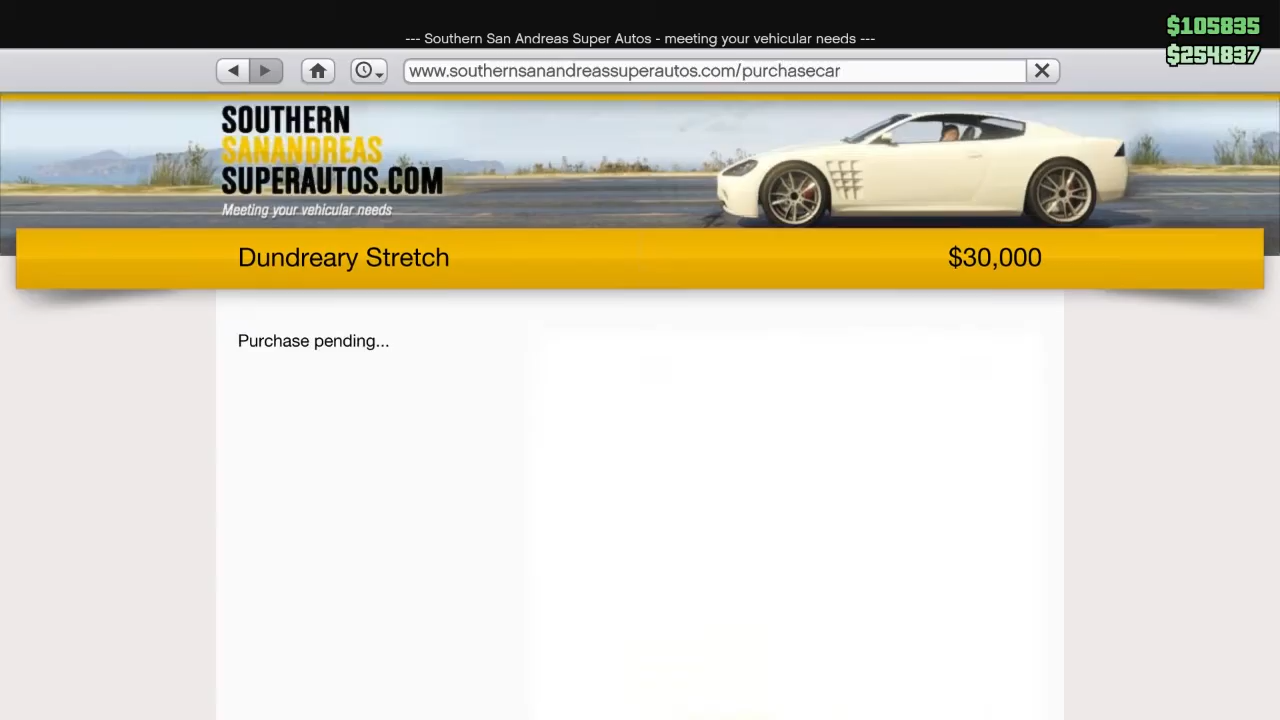 $105835
--- Southern San Andreas Super Autos - meeting your vehicular needs ---
$254837
www.southernsanandreassuperautos.com/purchasecar
SOUTHERN
SANANDREAS
SUPERAUTOS.COM
Meeting your vehicular needs
Dundreary Stretch $30,000
Purchase pending...